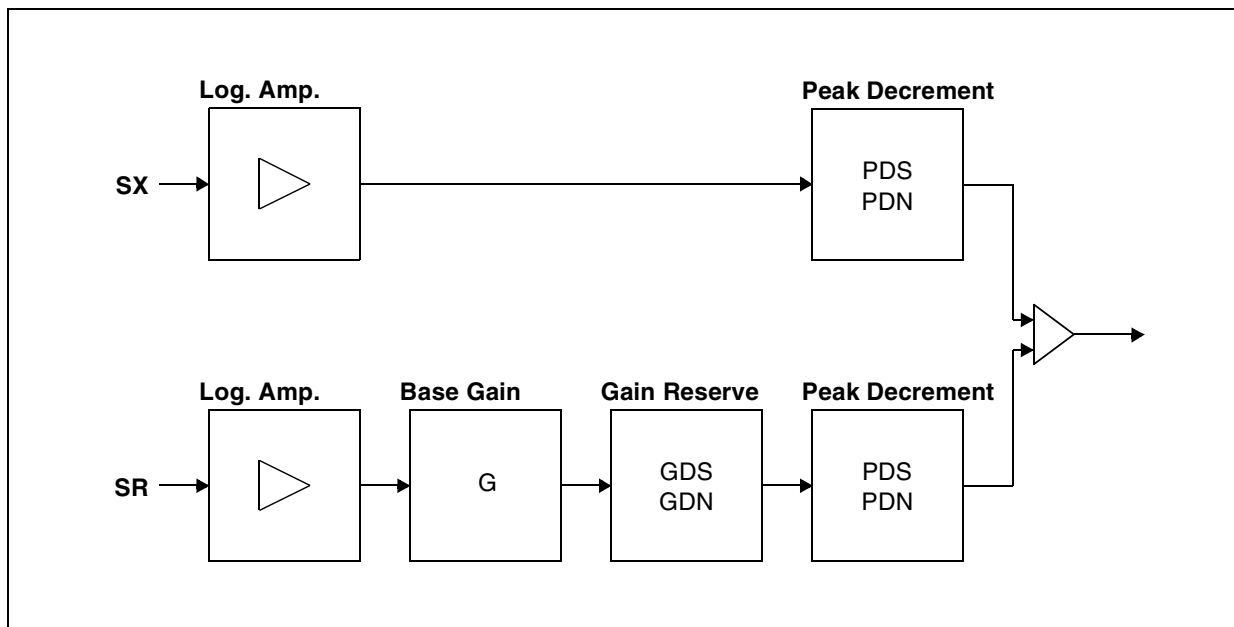 Log. Amp.
Peak Decrement
SX
PDS
PDN
Log. Amp.
Base Gain
Gain Reserve
Peak Decrement
SR
G
GDS
GDN
PDS
PDN